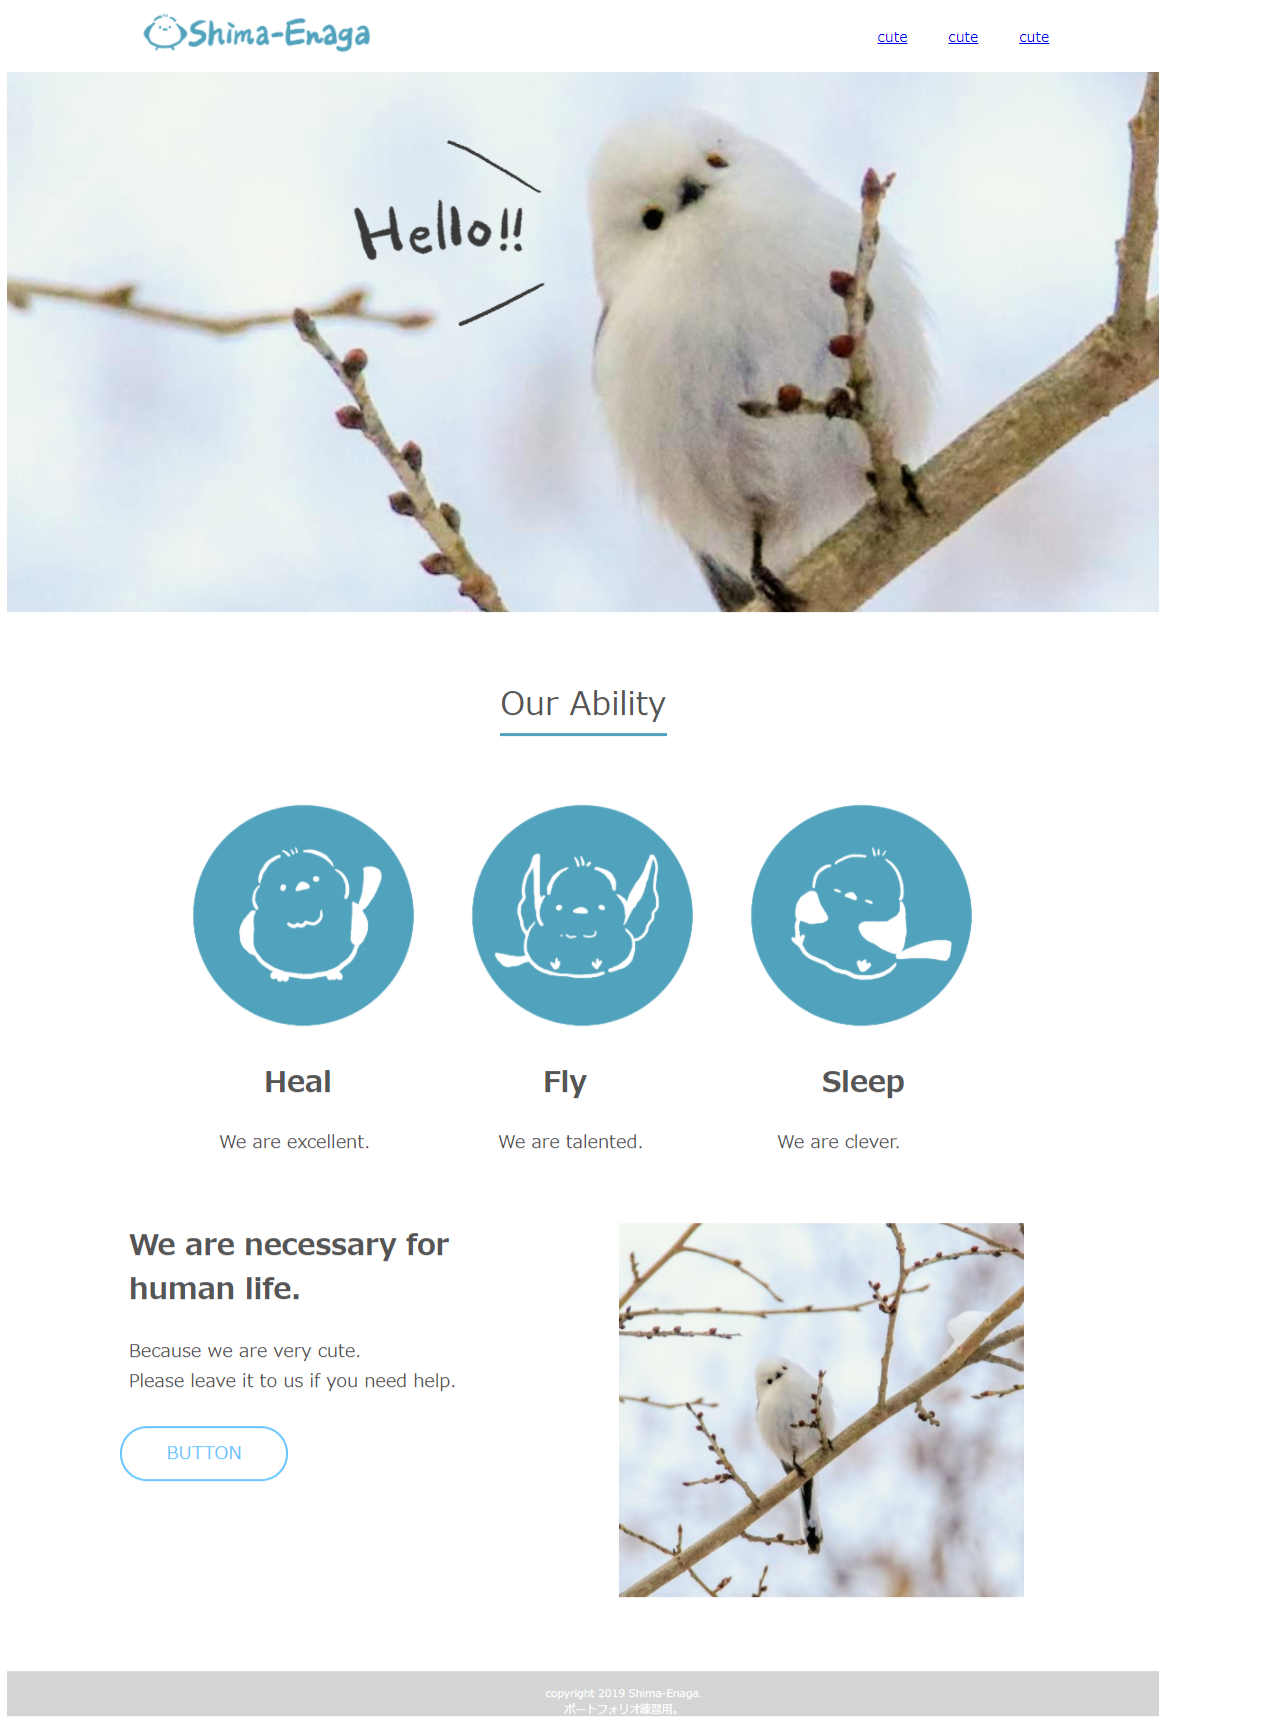 Shima-Enaga
cute cute cute
Hello!!
Our Ability
Heal Fly Sleep
We are excellent. We are talented. We are clever.
We are necessary for
human life.
Because we are very cute.
Please leave it to us if you need help.
BUTTON
copyright 2019 Shima-Enaga.
ポートフォリオ練習用。